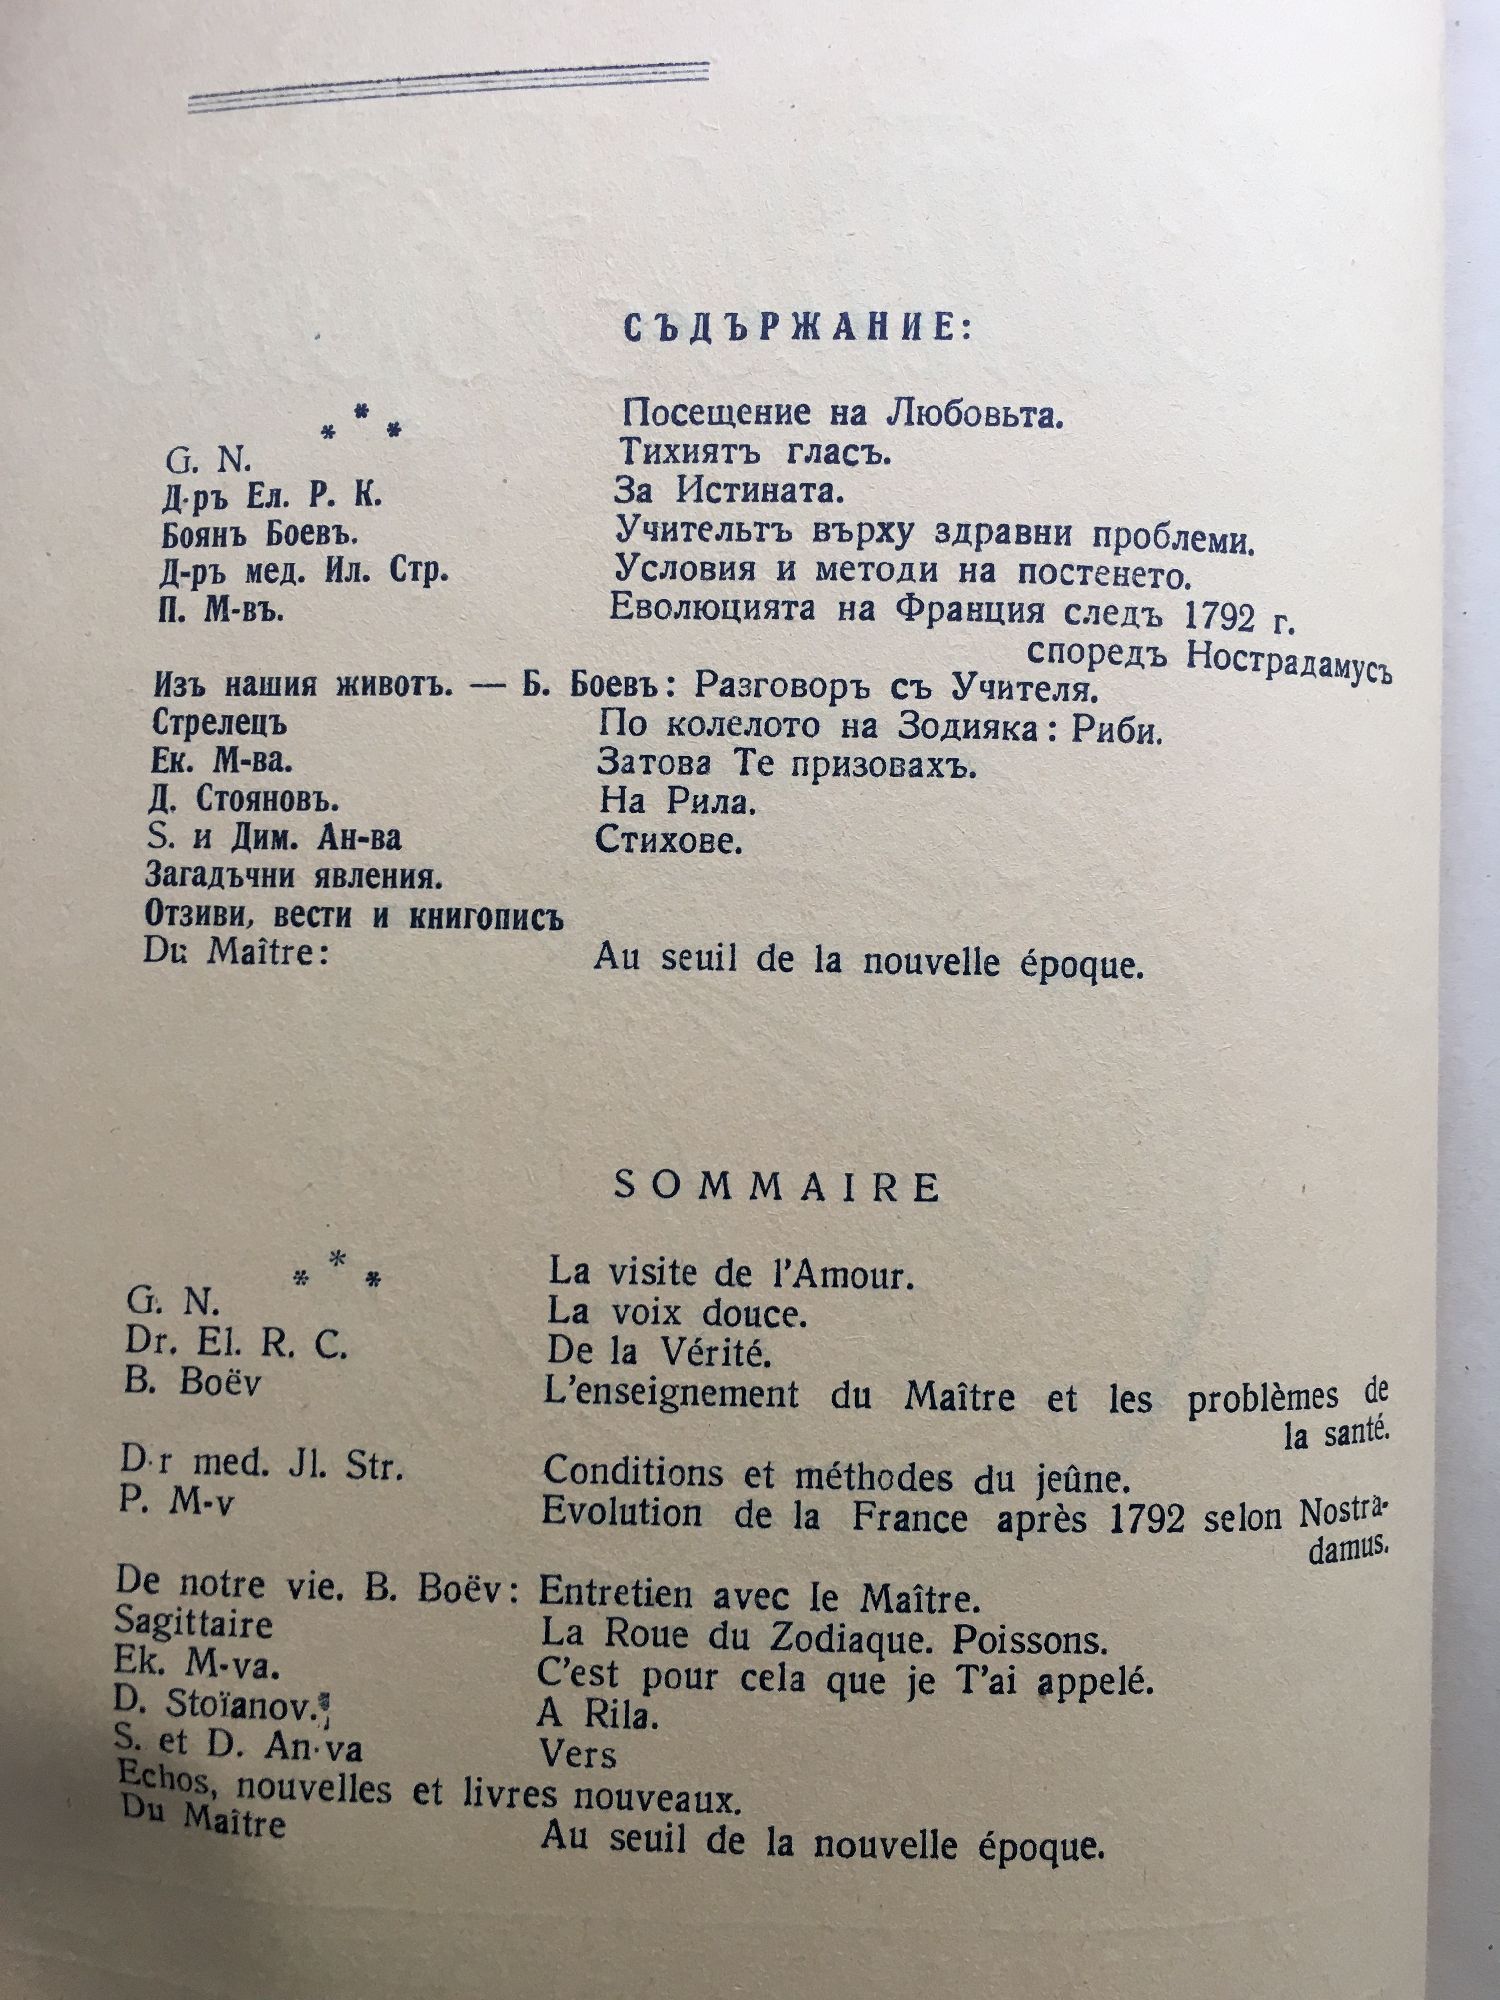 СЪДЪРЖАНИЕ:
* * * Посещение на Любовьта.
G. N. Тихиятъ гласъ.
Д-ръ Ел. Р. К. За Истината.
Боянъ Боевъ. Учительтъ върху здравни проблеми.
Д-ръ мед. Ил. Стр. Условия и методи на постенето.
П. М-въ. Еволюцията на Франция следъ 1792 г.
споредъ Нострадамусъ
Изъ нашия животъ. — Б. Боевъ: Разговоръ съ Учителя.
Стрелецъ По колелото на Зодияка: Риби.
Ек. М-ва. Затова Те призовахъ.
Д. Стояновъ. На Рила.
S. и Дим. Ан-ва Стихове.
Загадъчни явления.
Отзиви, вести и книгописъ
Du Maître: Au seuil de la nouvelle époque.
SOMMAIRE
* * * La visite de l'Amour.
G. N. La voix douce.
Dr. El. R. C. De la Vérité.
B. Boëv L'enseignement du Maître et les problèmes de
la santé.
D-r med. Jl. Str. Conditions et méthodes du jeûne.
P. M-v Evolution de la France après 1792 selon Nostra-
damus.
De notre vie. B. Boëv: Entretien avec le Maître.
Sagittaire La Roue du Zodiaque. Poissons.
Ek. M-va. C'est pour cela que je T'ai appelé.
D. Stoïanov. A Rila.
S. et D. An-va Vers
Echos, nouvelles et livres nouveaux.
Du Maître Au seuil de la nouvelle époque.